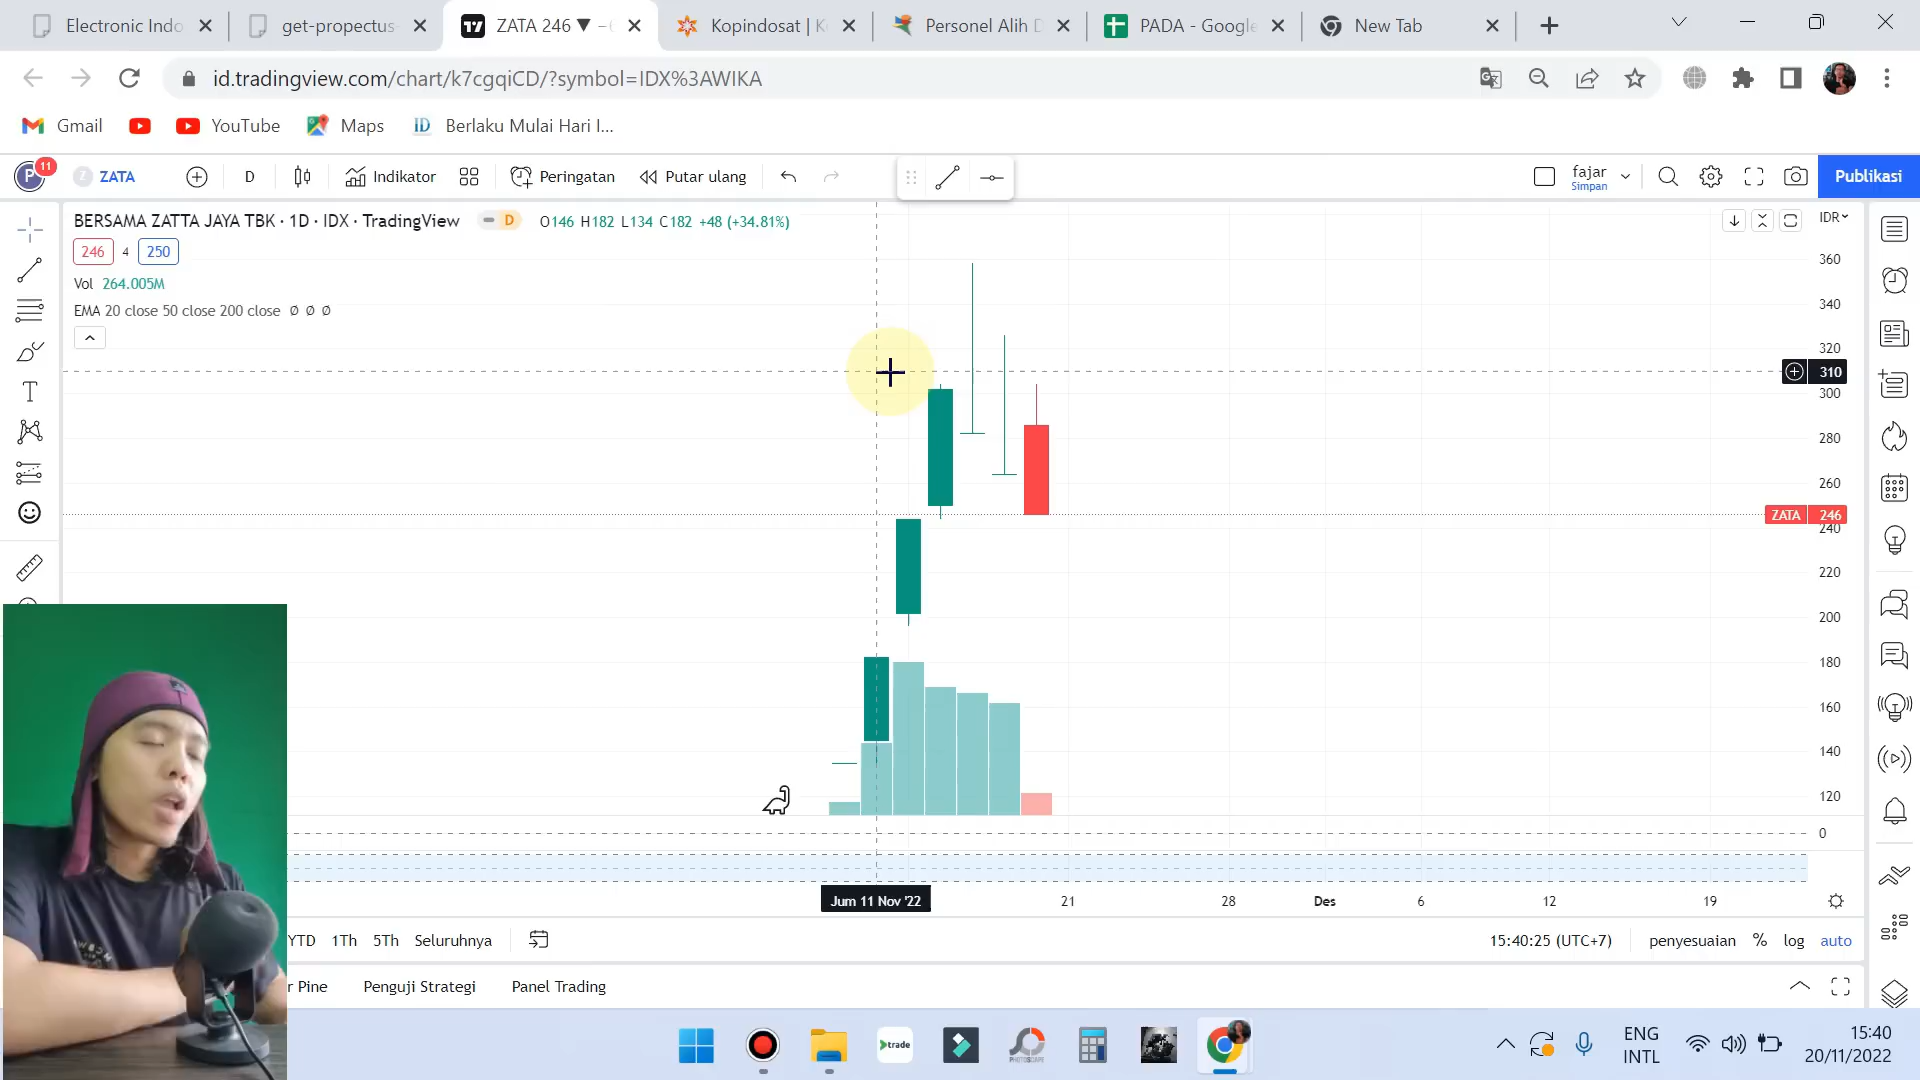 Electronic Indo
get-propectus-
ZATA 246 ▼ −
Kopindosat | K
Personel Alih D
PADA - Google
New Tab
id.tradingview.com/chart/k7cgqiCD/?symbol=IDX%3AWIKA
Gmail
YouTube
Maps
ID
Berlaku Mulai Hari I...
P
11
ZATA
D
Indikator
Peringatan
Putar ulang
fajar
Simpan
Publikasi
BERSAMA ZATTA JAYA TBK · 1D · IDX · TradingView
D
O146 H182 L134 C182 +48 (+34.81%)
IDR
246
4
250
Vol 264.005M
EMA 20 close 50 close 200 close Ø Ø Ø
360
340
320
310
300
280
260
ZATA 246
240
220
200
180
160
140
120
0
Jum 11 Nov '22
21
28
Des
6
12
19
YTD
1Th
5Th
Seluruhnya
15:40:25 (UTC+7)
penyesuaian
%
log
auto
r Pine
Penguji Strategi
Panel Trading
trade
PHOTOSCAPE
ENG
INTL
15:40
20/11/2022